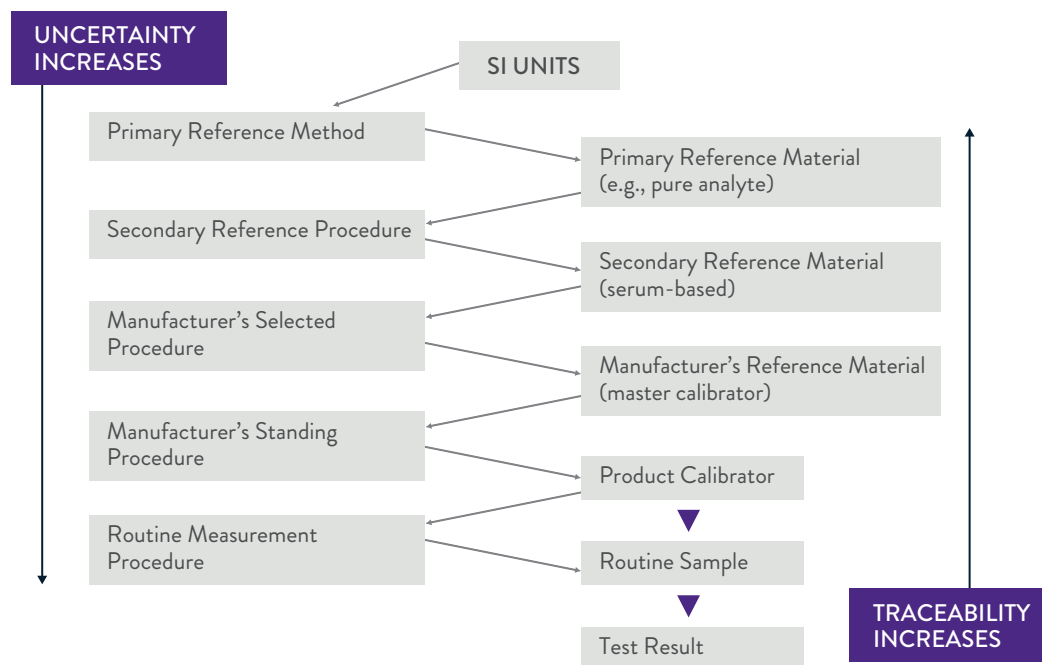 UNCERTAINTY
INCREASES
SI UNITS
Primary Reference Method
Primary Reference Material
(e.g., pure analyte)
Secondary Reference Procedure
Secondary Reference Material
(serum-based)
Manufacturer’s Selected
Procedure
Manufacturer’s Reference Material
(master calibrator)
Manufacturer’s Standing
Procedure
Product Calibrator
Routine Measurement
Procedure
Routine Sample
TRACEABILITY
INCREASES
Test Result